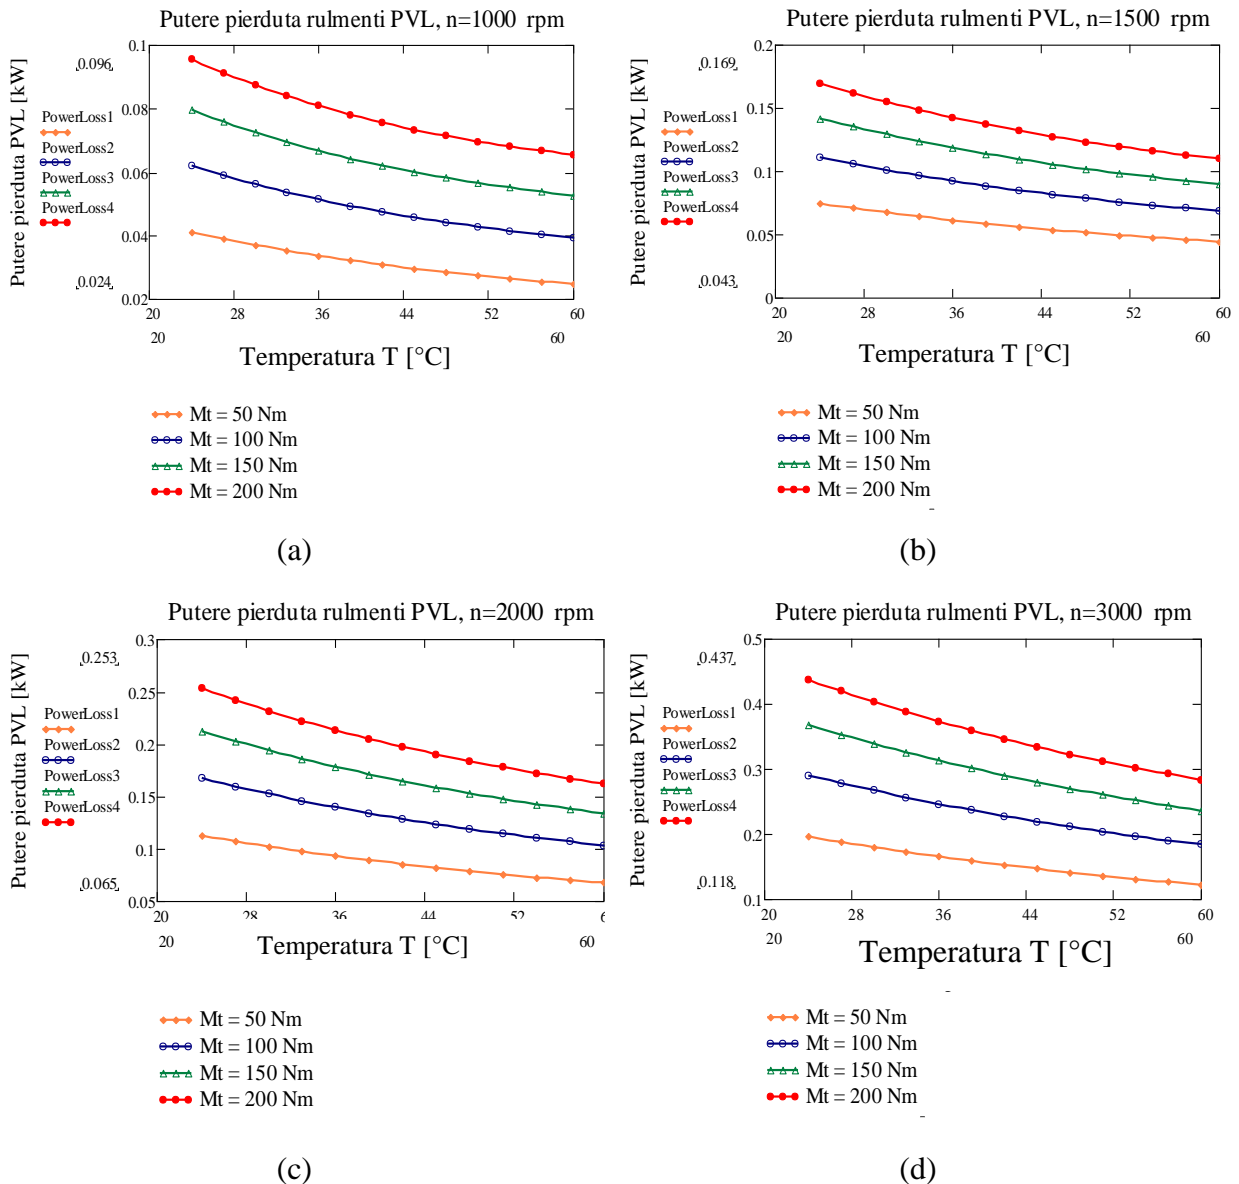 Putere pierduta rulmenti PVL, n=1000 rpm
Putere pierduta PVL [kW]
0.096
0.024
PowerLoss1
PowerLoss2
PowerLoss3
PowerLoss4
0.1
0.08
0.06
0.04
0.02
20 28 36 44 52 60
20 60
Temperatura T [°C]
Mt = 50 Nm
Mt = 100 Nm
Mt = 150 Nm
Mt = 200 Nm
(a)
Putere pierduta rulmenti PVL, n=1500 rpm
Putere pierduta PVL [kW]
0.169
0.043
PowerLoss1
PowerLoss2
PowerLoss3
PowerLoss4
0.2
0.15
0.1
0.05
0
20 28 36 44 52 60
20 60
Temperatura T [°C]
Mt = 50 Nm
Mt = 100 Nm
Mt = 150 Nm
Mt = 200 Nm
(b)
Putere pierduta rulmenti PVL, n=2000 rpm
Putere pierduta PVL [kW]
0.253
0.065
PowerLoss1
PowerLoss2
PowerLoss3
PowerLoss4
0.3
0.25
0.2
0.15
0.1
0.05
20 28 36 44 52 6
20 60
Temperatura T [°C]
Mt = 50 Nm
Mt = 100 Nm
Mt = 150 Nm
Mt = 200 Nm
(c)
Putere pierduta rulmenti PVL, n=3000 rpm
Putere pierduta PVL [kW]
0.437
0.118
PowerLoss1
PowerLoss2
PowerLoss3
PowerLoss4
0.5
0.4
0.3
0.2
0.1
20 28 36 44 52 60
20 60
Temperatura T [°C]
Mt = 50 Nm
Mt = 100 Nm
Mt = 150 Nm
Mt = 200 Nm
(d)